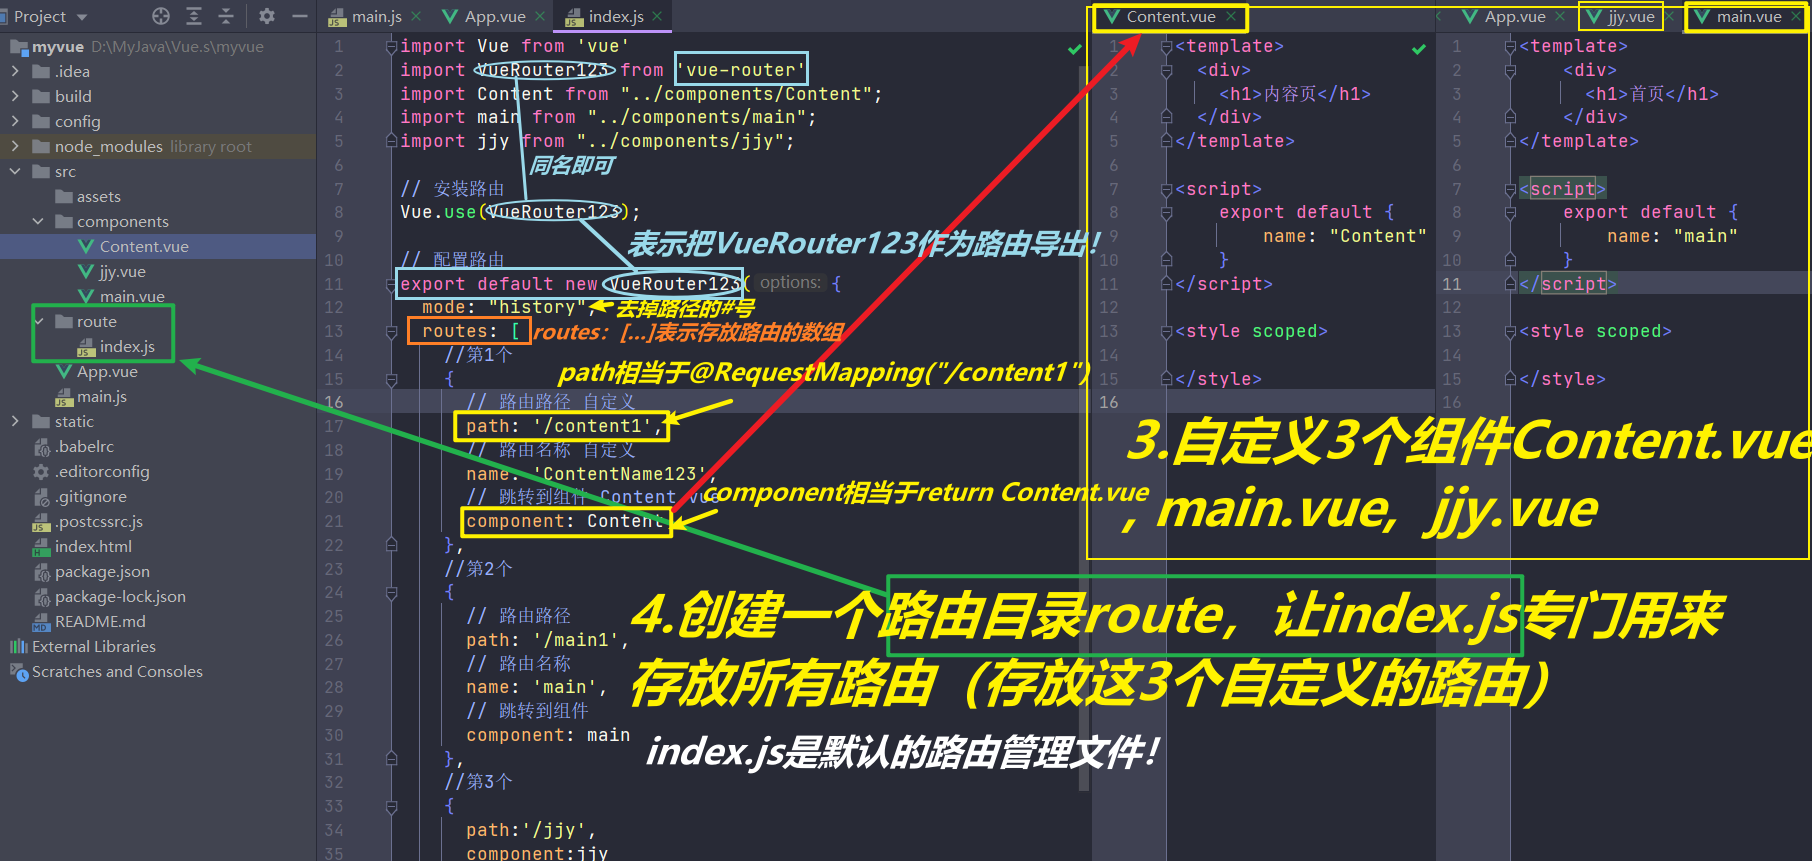 Project
myvue D:\MyJava\Vue.s\myvue
.idea
build
config
node_modules library root
src
assets
components
Content.vue
jjy.vue
main.vue
route
index.js
App.vue
main.js
static
.babelrc
.editorconfig
.gitignore
.postcssrc.js
index.html
package.json
package-lock.json
README.md
External Libraries
Scratches and Consoles
main.js App.vue index.js
1 import Vue from 'vue'
2 import VueRouter123 from 'vue-router'
3 import Content from "../components/Content";
4 import main from "../components/main";
5 import jjy from "../components/jjy";
6 同名即可
7 // 安装路由
8 Vue.use(VueRouter123);
9 表示把VueRouter123作为路由导出!
10 // 配置路由
11 export default new VueRouter123( options: {
12 mode: "history", 去掉路径的#号
13 routes: [ routes: [...]表示存放路由的数组
14 //第1个
path相当于@RequestMapping("/content1")
15 {
16 // 路由路径 自定义
17 path: '/content1',
18 // 路由名称 自定义
19 name: 'ContentName123',
20 // 跳转到组件 Content.vue
component相当于return Content.vue
21 component: Content
22 },
23 //第2个
24 {
25 // 路由路径
26 path: '/main1',
27 // 路由名称
28 name: 'main',
29 // 跳转到组件
30 component: main
31 },
32 //第3个
33 {
34 path:'/jjy',
35 component:jjy
Content.vue
1 <template>
2 <div>
3 <h1>内容页</h1>
4 </div>
5 </template>
6
7 <script>
8 export default {
9 name: "Content"
10 }
11 </script>
12
13 <style scoped>
14
15 </style>
16
App.vue jjy.vue main.vue
1 <template>
2 <div>
3 <h1>首页</h1>
4 </div>
5 </template>
6
7 <script>
8 export default {
9 name: "main"
10 }
11 </script>
12
13 <style scoped>
14
15 </style>
16
3.自定义3个组件Content.vue
, main.vue, jjy.vue
4.创建一个路由目录route, 让index.js专门用来
存放所有路由（存放这3个自定义的路由）
index.js是默认的路由管理文件!